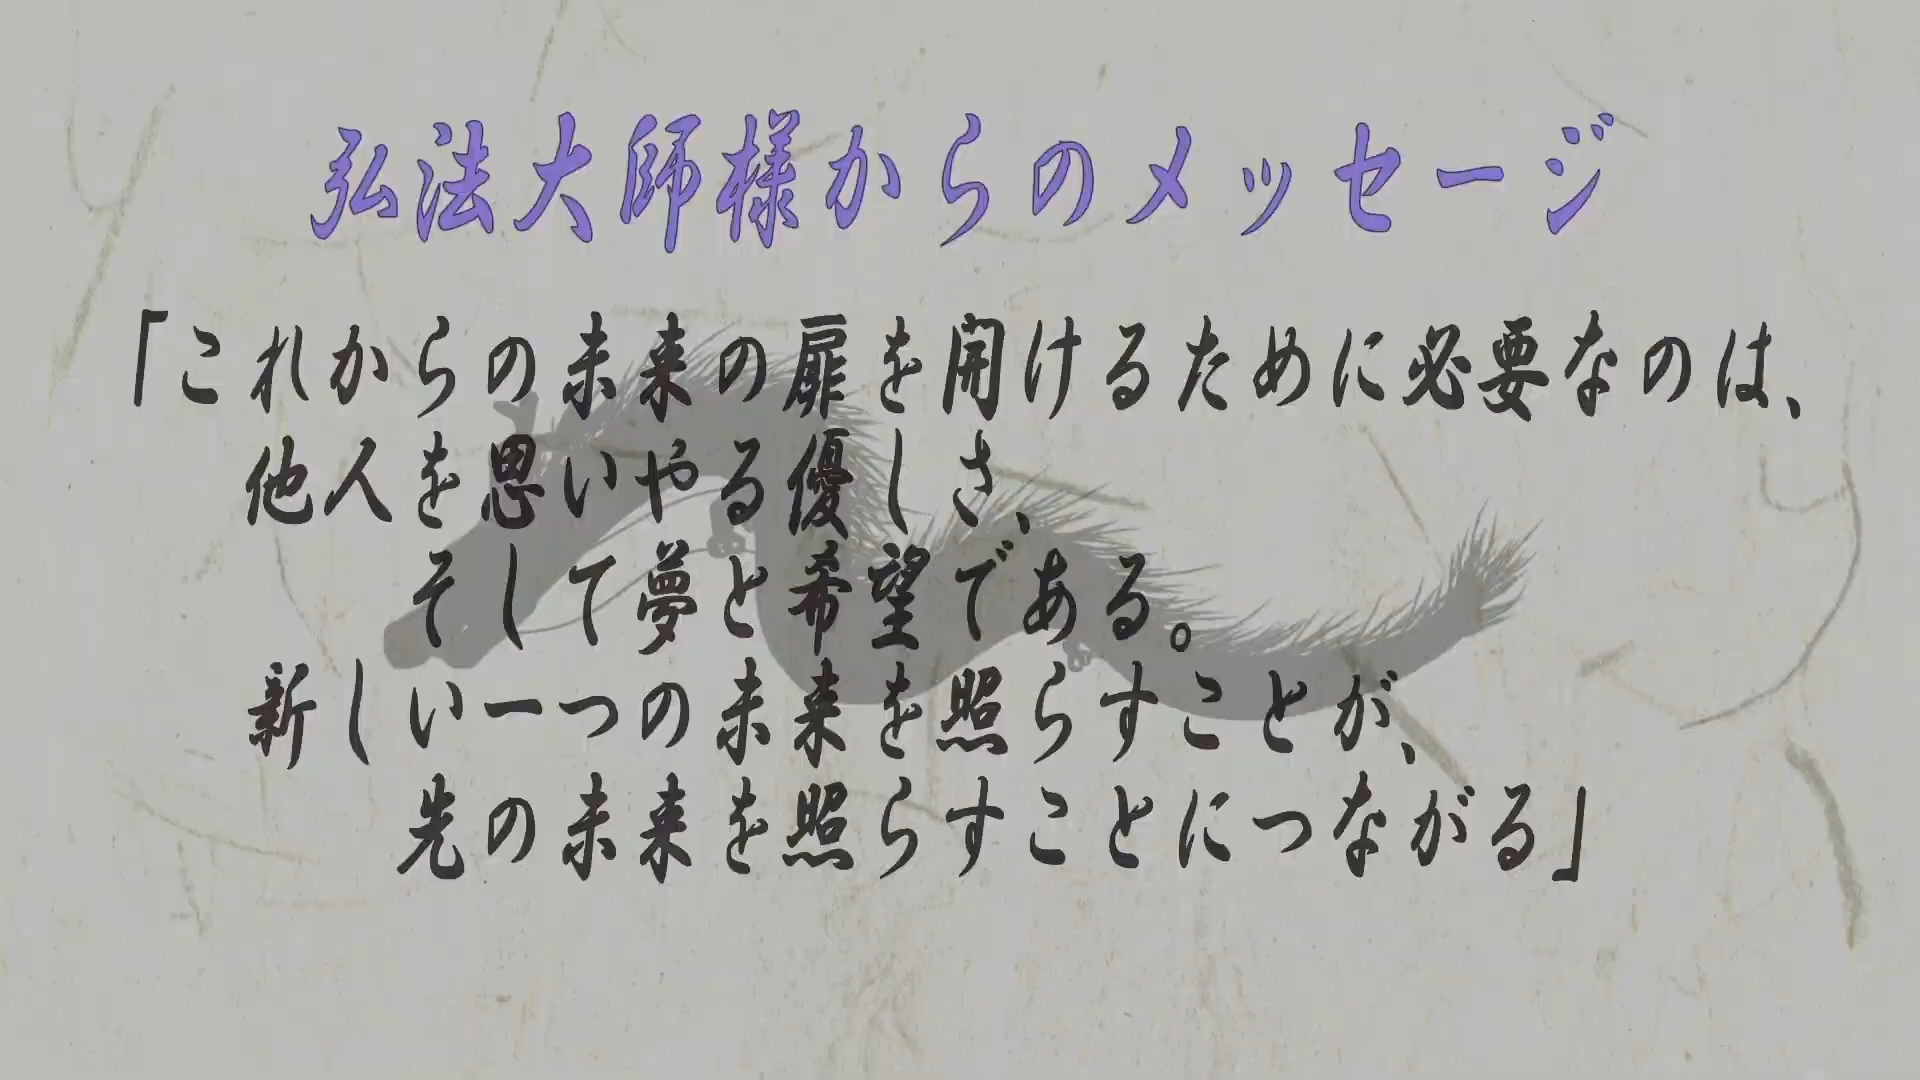 弘法大師様からのメッセージ
「これからの未来の扉を開けるために必要なのは、
他人を思いやる優しさ、
そして夢と希望である。
新しい一つの未来を照らすことが、
先の未来を照らすことにつながる」